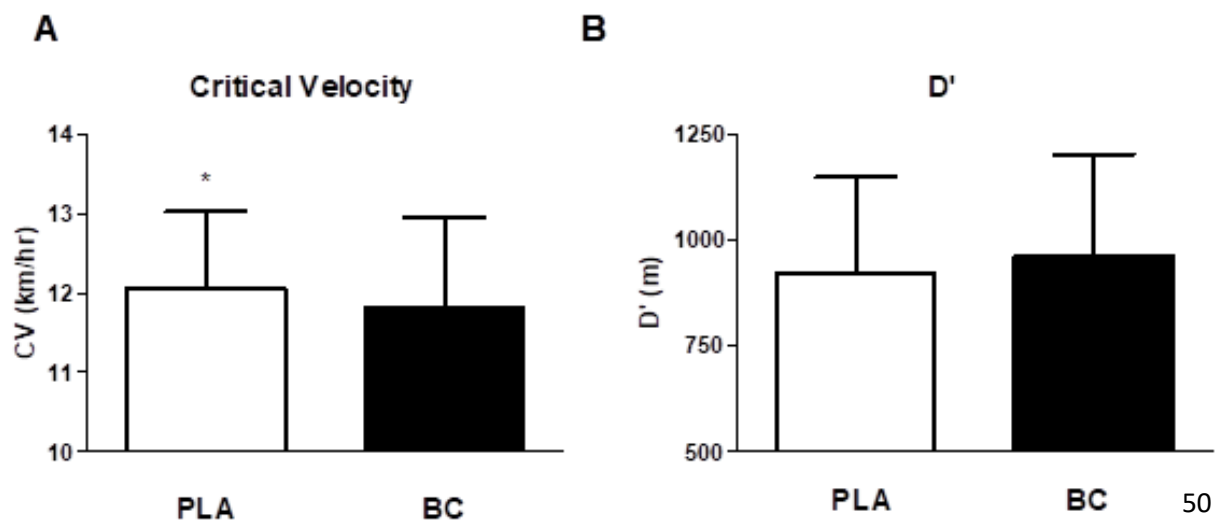 A
Critical Velocity
CV (km/hr)
14
13
12
11
10
*
PLA
BC
B
D'
D' (m)
1250
1000
750
500
PLA
BC
50